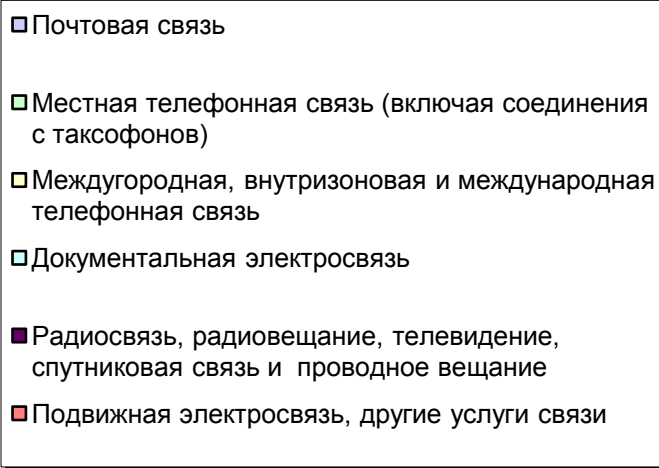 Почтовая связь
Местная телефонная связь (включая соединения
с таксофонов)
Междугородная, внутризоновая и международная
телефонная связь
Документальная электросвязь
Радиосвязь, радиовещание, телевидение,
спутниковая связь и проводное вещание
Подвижная электросвязь, другие услуги связи